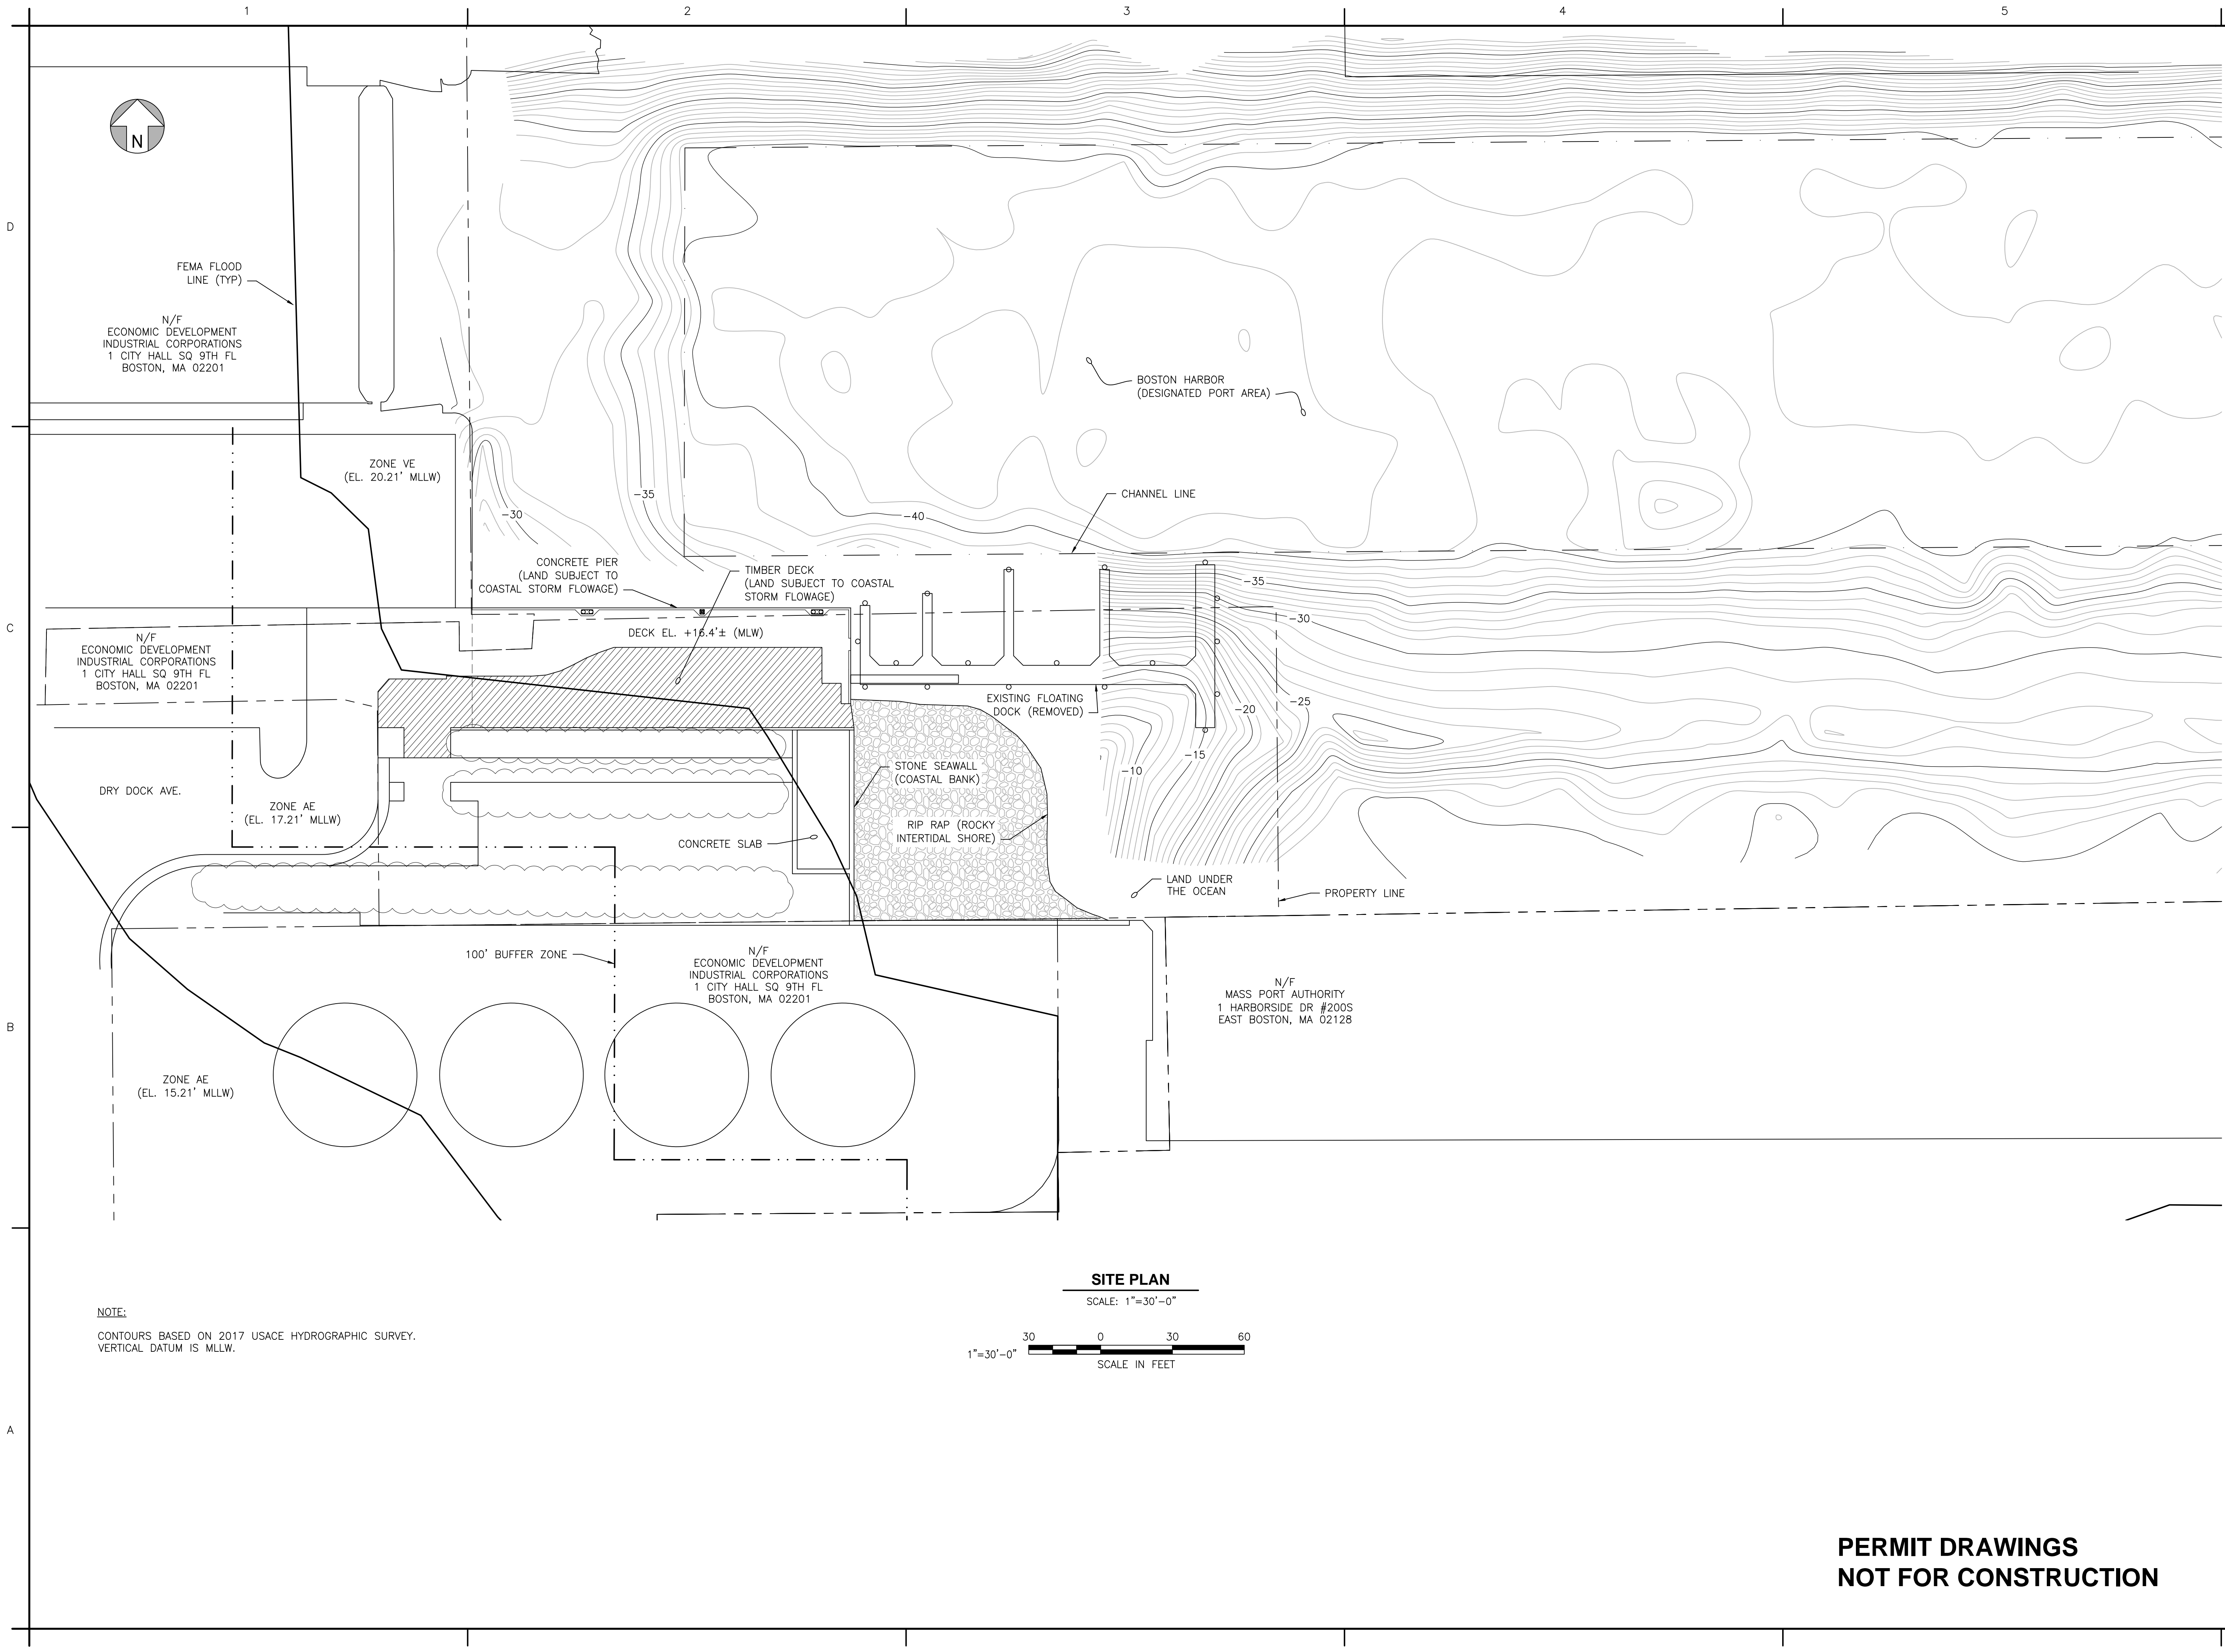 1
2
3
4
5
D
C
B
A
N
FEMA FLOOD
LINE (TYP)
N/F
ECONOMIC DEVELOPMENT
INDUSTRIAL CORPORATIONS
1 CITY HALL SQ 9TH FL
BOSTON, MA 02201
BOSTON HARBOR
(DESIGNATED PORT AREA)
ZONE VE
(EL. 20.21' MLLW)
-35
-30
-40
CHANNEL LINE
CONCRETE PIER
(LAND SUBJECT TO
COASTAL STORM FLOWAGE)
TIMBER DECK
(LAND SUBJECT TO COASTAL
STORM FLOWAGE)
-35
-30
DECK EL. +16.4'± (MLW)
N/F
ECONOMIC DEVELOPMENT
INDUSTRIAL CORPORATIONS
1 CITY HALL SQ 9TH FL
BOSTON, MA 02201
EXISTING FLOATING
DOCK (REMOVED)
-25
-20
-15
-10
STONE SEAWALL
(COASTAL BANK)
DRY DOCK AVE.
ZONE AE
(EL. 17.21' MLLW)
RIP RAP (ROCKY
INTERTIDAL SHORE)
CONCRETE SLAB
LAND UNDER
THE OCEAN
PROPERTY LINE
100' BUFFER ZONE
N/F
ECONOMIC DEVELOPMENT
INDUSTRIAL CORPORATIONS
1 CITY HALL SQ 9TH FL
BOSTON, MA 02201
N/F
MASS PORT AUTHORITY
1 HARBORSIDE DR #200S
EAST BOSTON, MA 02128
ZONE AE
(EL. 15.21' MLLW)
SITE PLAN
SCALE: 1"=30'-0"
NOTE:
CONTOURS BASED ON 2017 USACE HYDROGRAPHIC SURVEY.
VERTICAL DATUM IS MLLW.
30 0 30 60
1"=30'-0"
SCALE IN FEET
PERMIT DRAWINGS
NOT FOR CONSTRUCTION